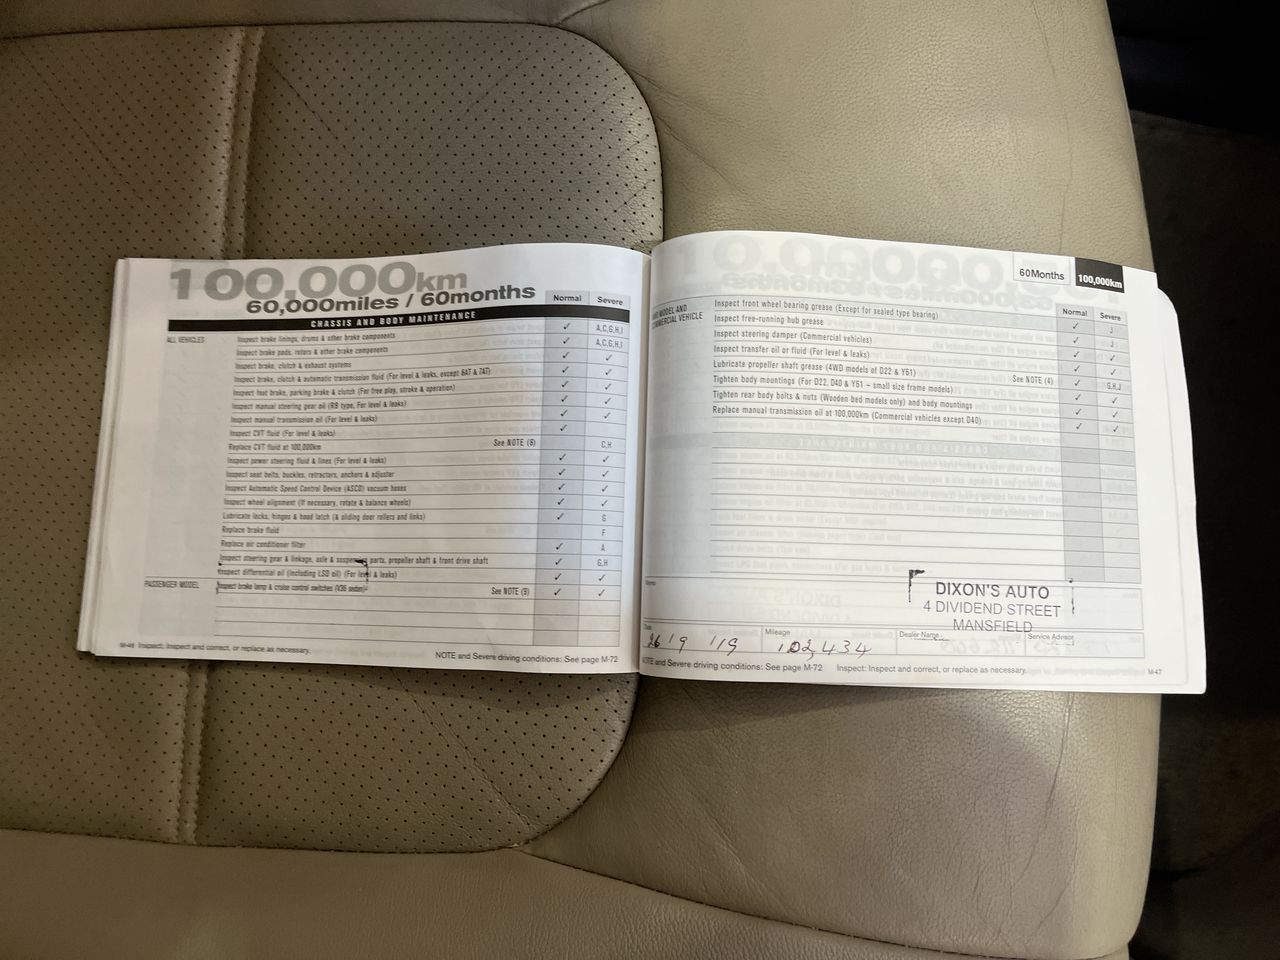 100,000km
60,000miles / 60months
Normal Severe
CHASSIS AND BODY MAINTENANCE
ALL VEHICLES
Inspect brake linings, drums & other brake components ✓ A,C,G,H,I
Inspect brake pads, rotors & other brake components ✓ A,C,G,H,I
Inspect brake, clutch & exhaust systems ✓ ✓
Inspect brake, clutch & automatic transmission fluid (For level & leaks, except 6AT & 7AT) ✓ ✓
Inspect foot brake, parking brake & clutch (For free play, stroke & operation) ✓ ✓
Inspect manual steering gear oil (RB type, For level & leaks) ✓ ✓
Inspect manual transmission oil (For level & leaks) ✓ ✓
Inspect CVT fluid (For level & leaks) ✓
Replace CVT fluid at 100,000km See NOTE (8) C,H
Inspect power steering fluid & lines (For level & leaks) ✓ ✓
Inspect seat belts, buckles, retractors, anchors & adjuster ✓ ✓
Inspect Automatic Speed Control Device (ASCD) vacuum hoses ✓ ✓
Inspect wheel alignment (If necessary, rotate & balance wheels) ✓ ✓
Lubricate locks, hinges & hood latch (& sliding door rollers and links) ✓ G
Replace brake fluid F
Replace air conditioner filter ✓ A
Inspect steering gear & linkage, axle & suspension parts, propeller shaft & front drive shaft ✓ G,H
Inspect differential oil (including LSD oil) (For level & leaks) ✓ ✓
PASSENGER MODEL
Inspect brake lamp & cruise control switches (V36 sedan) See NOTE (9) ✓ ✓
M-46 Inspect: Inspect and correct, or replace as necessary.
NOTE and Severe driving conditions: See page M-72
60Months 100,000km
Normal Severe
4WD MODEL AND
COMMERCIAL VEHICLE
Inspect front wheel bearing grease (Except for sealed type bearing) ✓ J
Inspect free-running hub grease ✓ J
Inspect steering damper (Commercial vehicles) ✓ ✓
Inspect transfer oil or fluid (For level & leaks) ✓ ✓
Lubricate propeller shaft grease (4WD models of D22 & Y61) See NOTE (4) ✓ G,H,J
Tighten body mountings (For D22, D40 & Y61 - small size frame models) ✓ ✓
Tighten rear body bolts & nuts (Wooden bed models only) and body mountings ✓ ✓
Replace manual transmission oil at 100,000km (Commercial vehicles except D40) ✓ ✓
Memo
DIXON'S AUTO
4 DIVIDEND STREET
MANSFIELD
Date Mileage Dealer Name Service Advisor
26 19 119 102,434
NOTE and Severe driving conditions: See page M-72 Inspect: Inspect and correct, or replace as necessary.
M-47